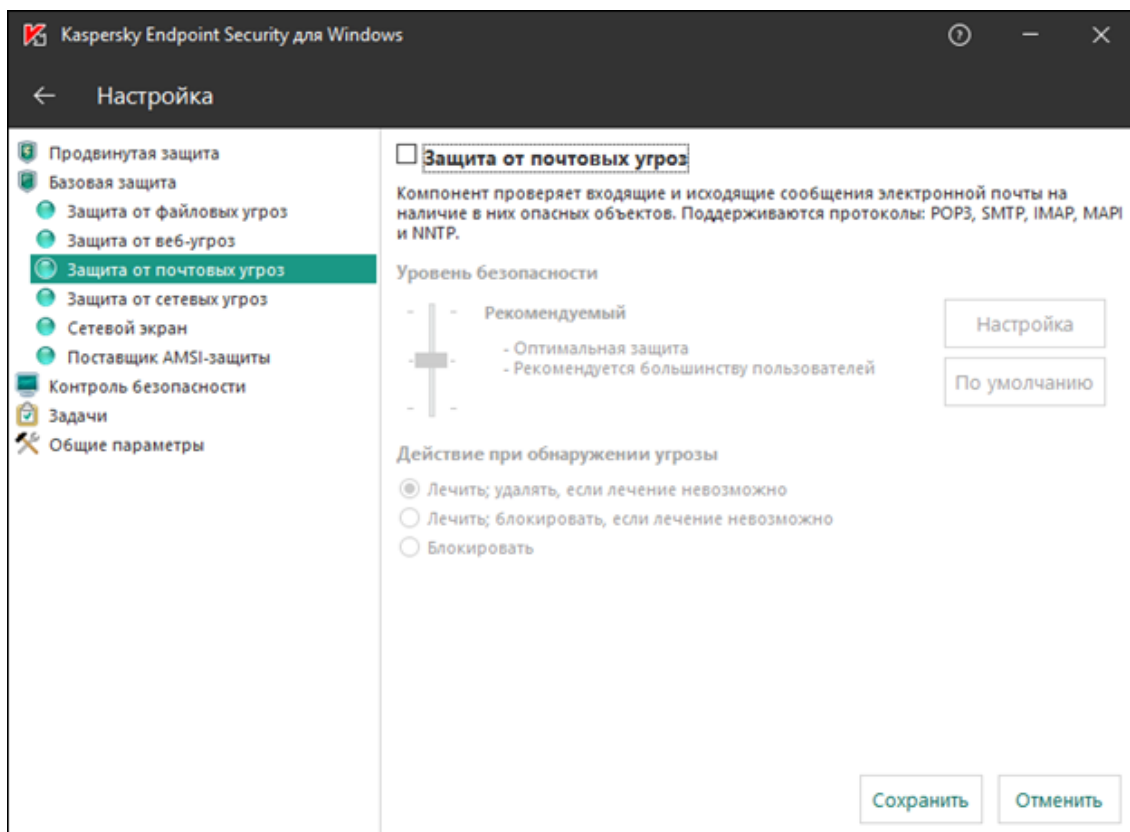 Kaspersky Endpoint Security для Windows
Настройка
Продвинутая защита
Базовая защита
Защита от файловых угроз
Защита от веб-угроз
Защита от почтовых угроз
Защита от сетевых угроз
Сетевой экран
Поставщик AMSI-защиты
Контроль безопасности
Задачи
Общие параметры
Защита от почтовых угроз
Компонент проверяет входящие и исходящие сообщения электронной почты на
наличие в них опасных объектов. Поддерживаются протоколы: POP3, SMTP, IMAP, MAPI
и NNTP.
Уровень безопасности
Рекомендуемый
- Оптимальная защита
- Рекомендуется большинству пользователей
Настройка
По умолчанию
Действие при обнаружении угрозы
Лечить; удалять, если лечение невозможно
Лечить; блокировать, если лечение невозможно
Блокировать
Сохранить
Отменить